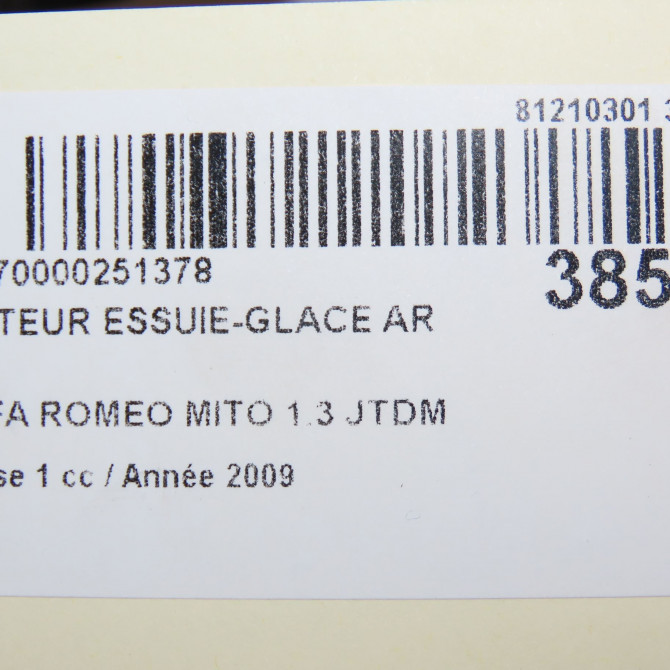 81210301 3
70000251378
385
TEUR ESSUIE-GLACE AR
FA ROMEO MITO 1.3 JTDM
se 1 cc / Année 2009